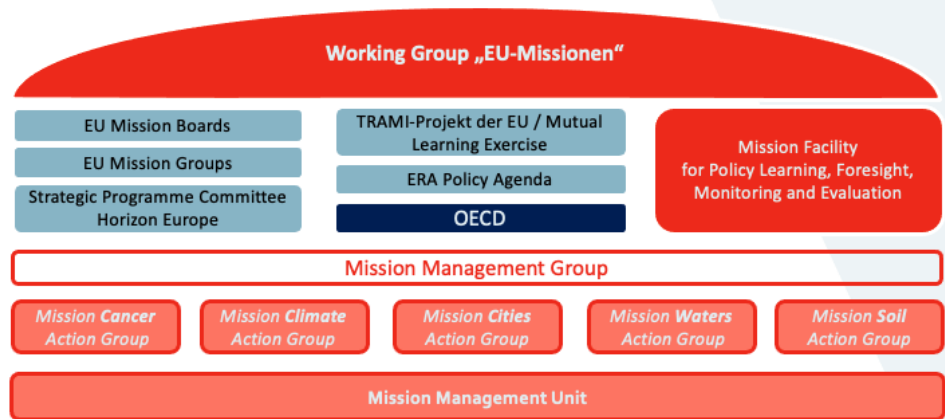 Working Group „EU-Missionen“
EU Mission Boards
EU Mission Groups
Strategic Programme Committee
Horizon Europe
TRAMI-Projekt der EU / Mutual
Learning Exercise
ERA Policy Agenda
OECD
Mission Facility
for Policy Learning, Foresight,
Monitoring and Evaluation
Mission Management Group
Mission Cancer
Action Group
Mission Climate
Action Group
Mission Cities
Action Group
Mission Waters
Action Group
Mission Soil
Action Group
Mission Management Unit